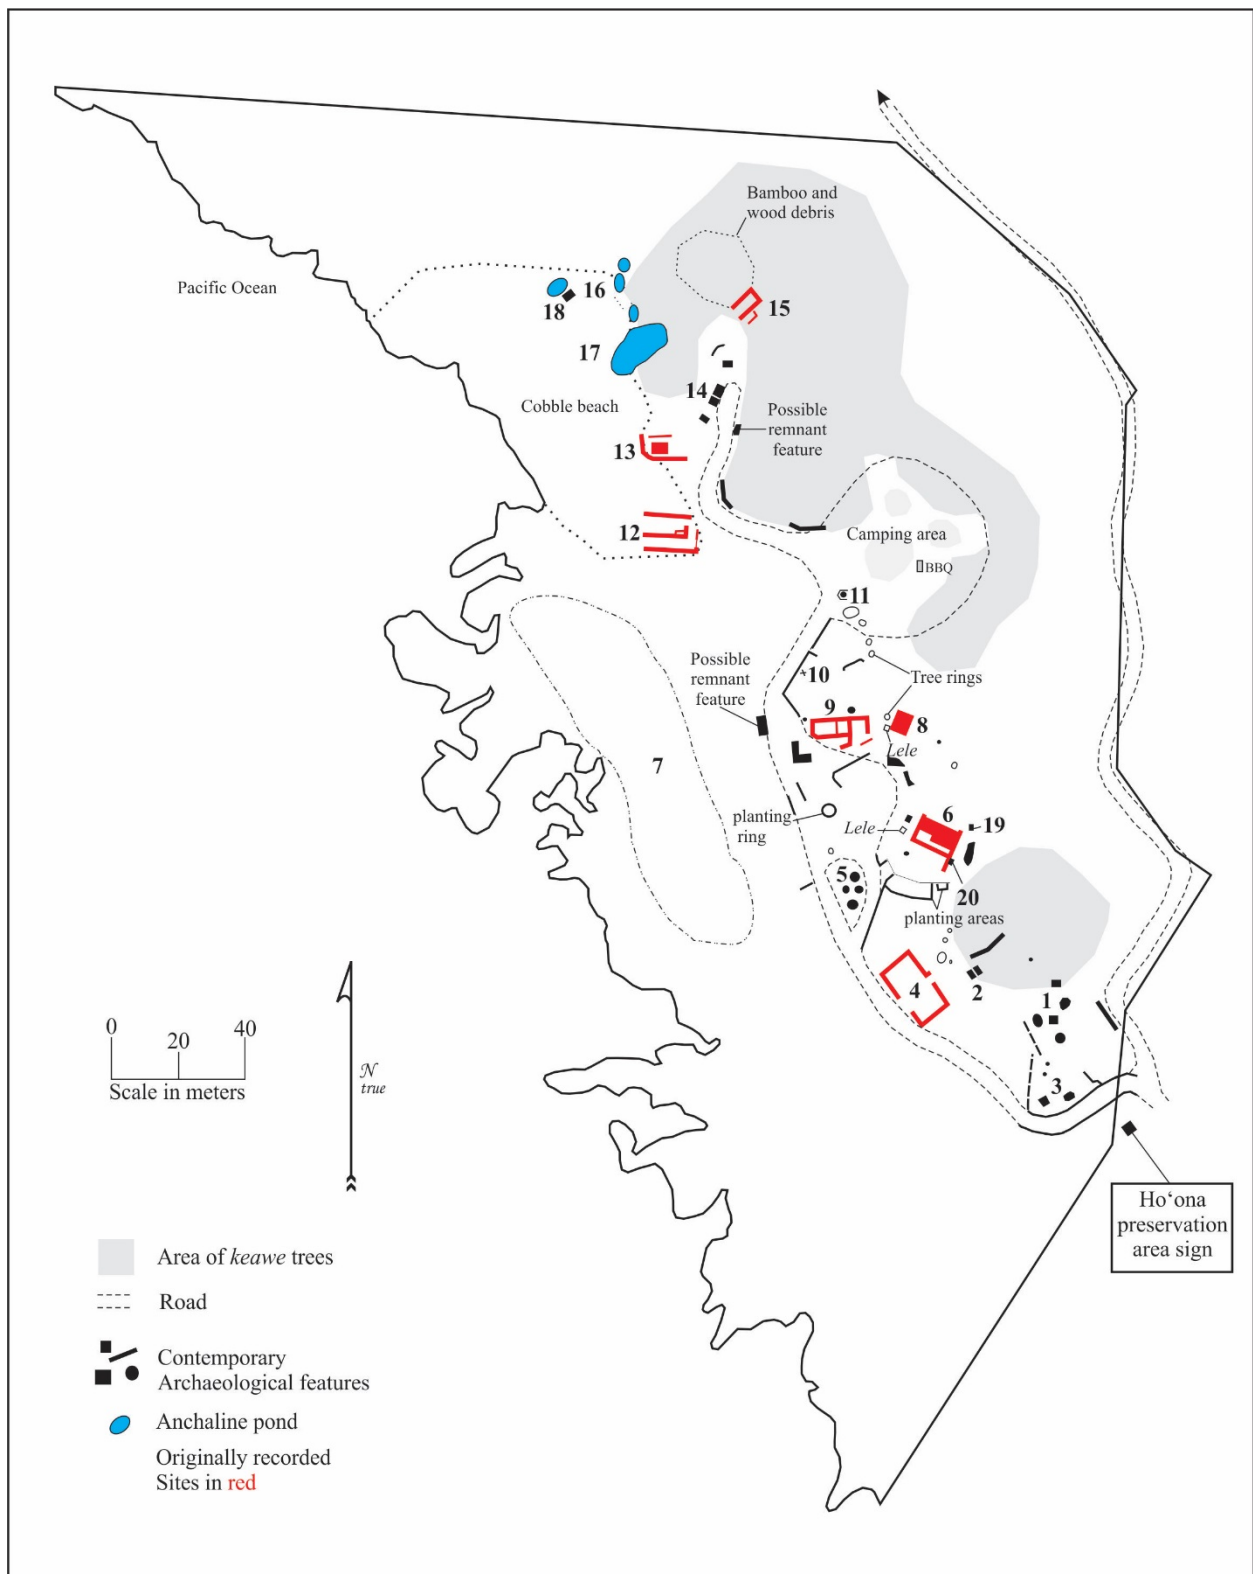 Bamboo and
wood debris
Pacific Ocean
16
18
15
17
14
Cobble beach
Possible
remnant
feature
13
12
Camping area
BBQ
11
Possible
remnant
feature
10
Tree rings
9
8
Lele
7
planting
ring
Lele
6
19
5
20
planting areas
4
2
1
3
0
20
40
Scale in meters
N
true
Hoʻona
preservation
area sign
Area of keawe trees
Road
Contemporary
Archaeological features
Anchaline pond
Originally recorded
Sites in red